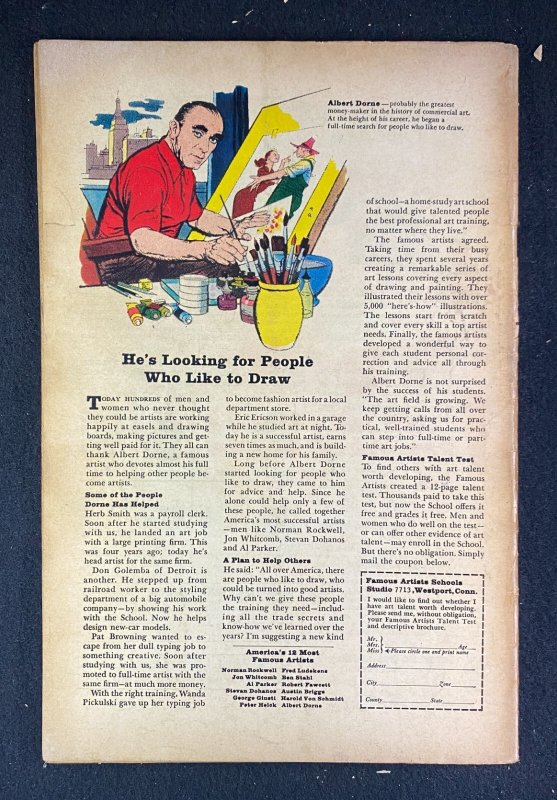 Albert Dorne — probably the greatest
money-maker in the history of commercial art.
At the height of his career, he began a
full-time search for people who like to draw.
He's Looking for People
Who Like to Draw
TODAY HUNDREDS of men and
women who never thought
they could be artists are working
happily at easels and drawing
boards, making pictures and get-
ting well paid for it. They all can
thank Albert Dorne, a famous
artist who devotes almost his full
time to helping other people be-
come artists.
Some of the People
Dorne Has Helped
Herb Smith was a payroll clerk.
Soon after he started studying
with us, he landed an art job
with a large printing firm. This
was four years ago; today he's
head artist for the same firm.
Don Golemba of Detroit is
another. He stepped up from
railroad worker to the styling
department of a big automobile
company—by showing his work
with the School. Now he helps
design new-car models.
Pat Browning wanted to es-
cape from her dull typing job to
something creative. Soon after
studying with us, she was pro-
moted to full-time artist with the
same firm—at much more money.
With the right training, Wanda
Pickulski gave up her typing job
to become fashion artist for a local
department store.
Eric Ericson worked in a garage
while he studied art at night. To-
day he is a successful artist, earns
seven times as much, and is build-
ing a new home for his family.
Long before Albert Dorne
started looking for people who
like to draw, they came to him
for advice and help. Since he
alone could help only a few of
these people, he called together
America's most successful artists
—men like Norman Rockwell,
Jon Whitcomb, Stevan Dohanos
and Al Parker.
A Plan to Help Others
He said: "All over America, there
are people who like to draw, who
could be turned into good artists.
Why can't we give these people
the training they need—includ-
ing all the trade secrets and
know-how we've learned over the
years? I'm suggesting a new kind
America's 12 Most
Famous Artists
Norman Rockwell Fred Ludekens
Jon Whitcomb Ben Stahl
Al Parker Robert Fawcett
Stevan Dohanos Austin Briggs
George Giusti Harold Von Schmidt
Peter Helck Albert Dorne
of school—a home-study art school
that would give talented people
the best professional art training,
no matter where they live."
The famous artists agreed.
Taking time from their busy
careers, they spent several years
creating a remarkable series of
art lessons covering every aspect
of drawing and painting. They
illustrated their lessons with over
5,000 "here's-how" illustrations.
The lessons start from scratch
and cover every skill a top artist
needs. Finally, the famous artists
developed a wonderful way to
give each student personal cor-
rection and advice all through
his training.
Albert Dorne is not surprised
by the success of his students.
"The art field is growing. We
keep getting calls from all over
the country, asking us for prac-
tical, well-trained students who
can step into full-time or part-
time art jobs."
Famous Artists Talent Test
To find others with art talent
worth developing, the Famous
Artists created a 12-page talent
test. Thousands paid to take this
test, but now the School offers it
free and grades it free. Men and
women who do well on the test—
or can offer other evidence of art
talent—may enroll in the School.
But there's no obligation. Simply
mail the coupon below.
Famous Artists Schools
Studio 7713, Westport, Conn.
I would like to find out whether I
have art talent worth developing.
Please send me, without obligation,
your Famous Artists Talent Test
and descriptive brochure.
Mr.
Mrs. Age
Miss Please circle one and print name
Address
City Zone
County State